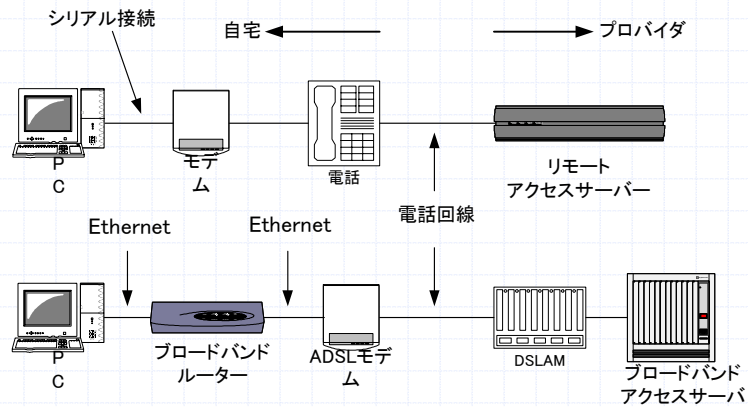 シリアル接続
自宅
プロバイダ
P
C
モデ
ム
電話
リモート
アクセスサーバー
Ethernet
Ethernet
電話回線
P
C
ブロードバンド
ルーター
ADSLモデ
ム
DSLAM
ブロードバンド
アクセスサーバ